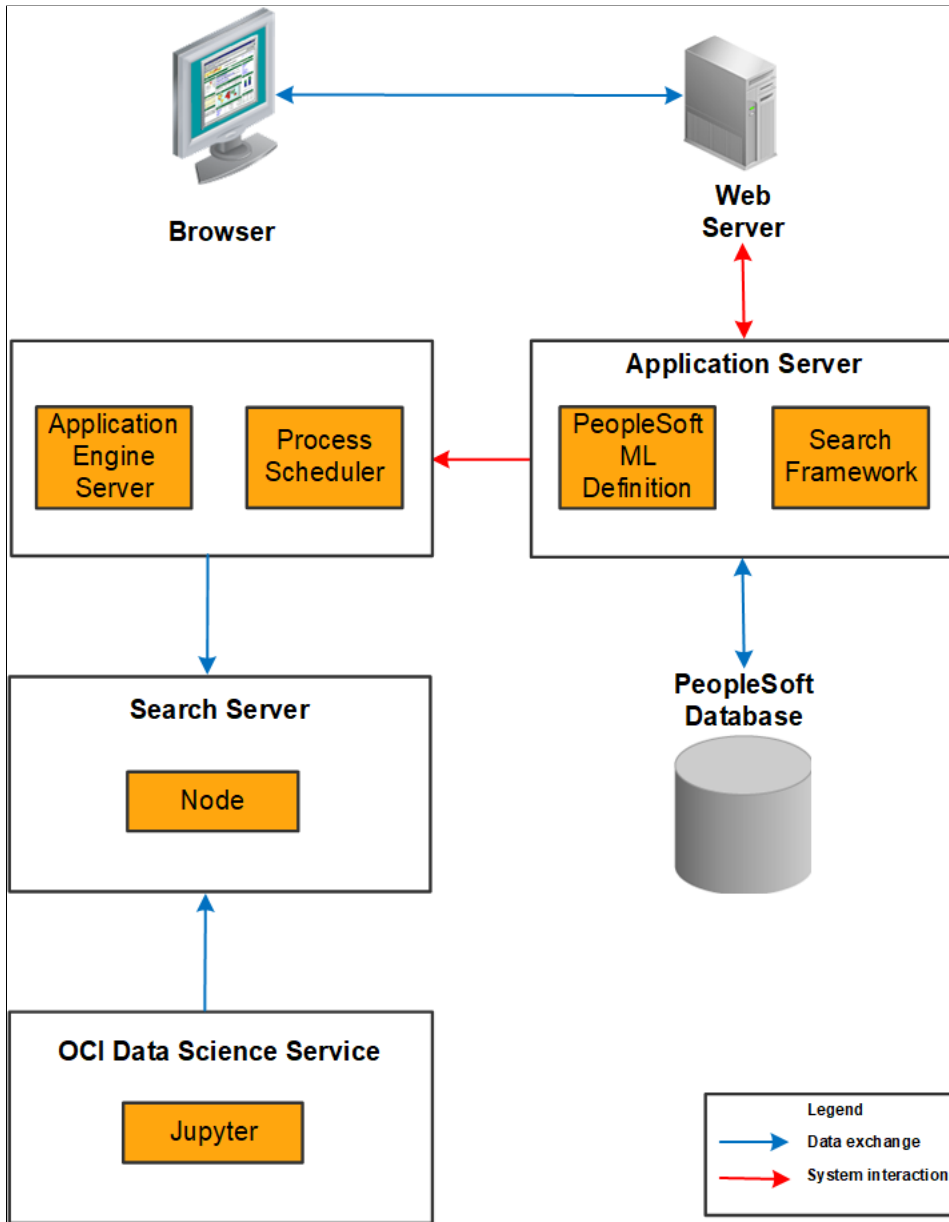 Browser
Web
Server
Application
Engine
Server
Process
Scheduler
Application Server
PeopleSoft
ML
Definition
Search
Framework
Search Server
Node
PeopleSoft
Database
OCI Data Science Service
Jupyter
Legend
Data exchange
System interaction